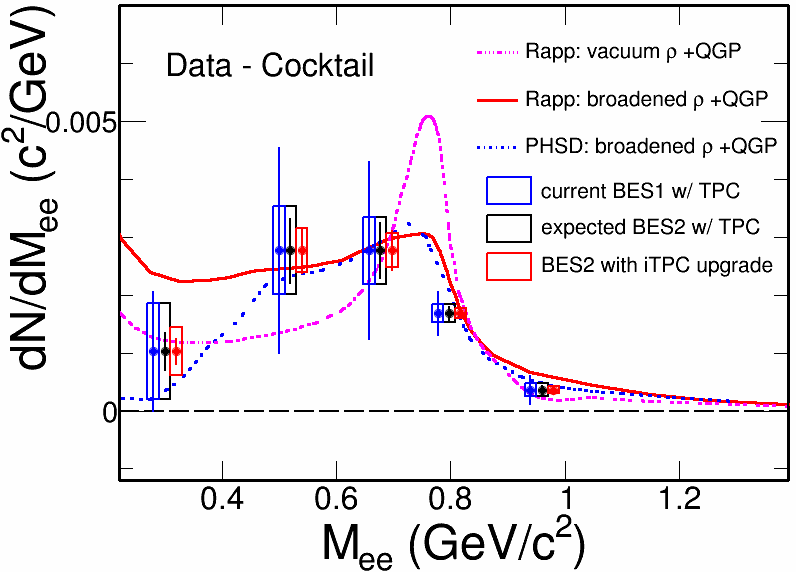 Data - Cocktail
Rapp: vacuum ρ +QGP
Rapp: broadened ρ +QGP
PHSD: broadened ρ +QGP
current BES1 w/ TPC
expected BES2 w/ TPC
BES2 with iTPC upgrade
dN/dMₑₑ (c²/GeV)
0.005
0
0.4 0.6 0.8 1 1.2
Mₑₑ (GeV/c²)